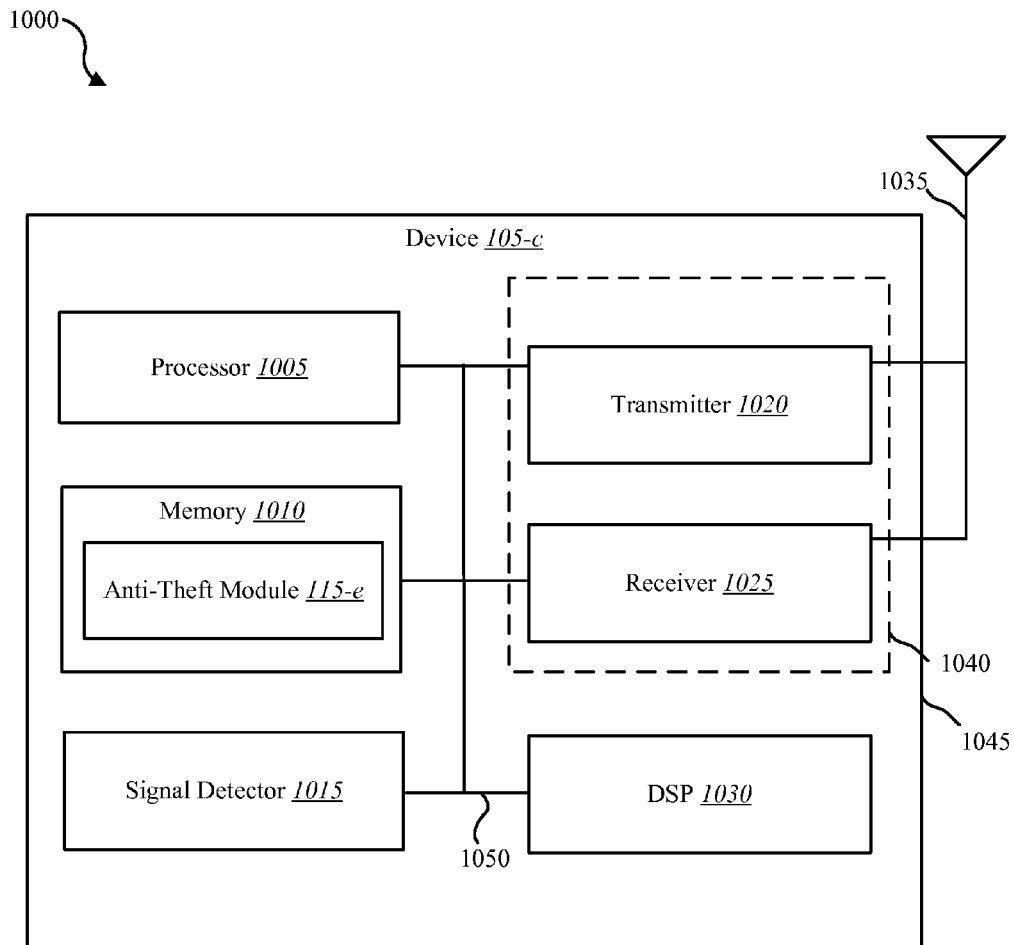 1000
1035
Device 105-c
Processor 1005
Transmitter 1020
Memory 1010
Anti-Theft Module 115-e
Receiver 1025
1040
1045
Signal Detector 1015
DSP 1030
1050